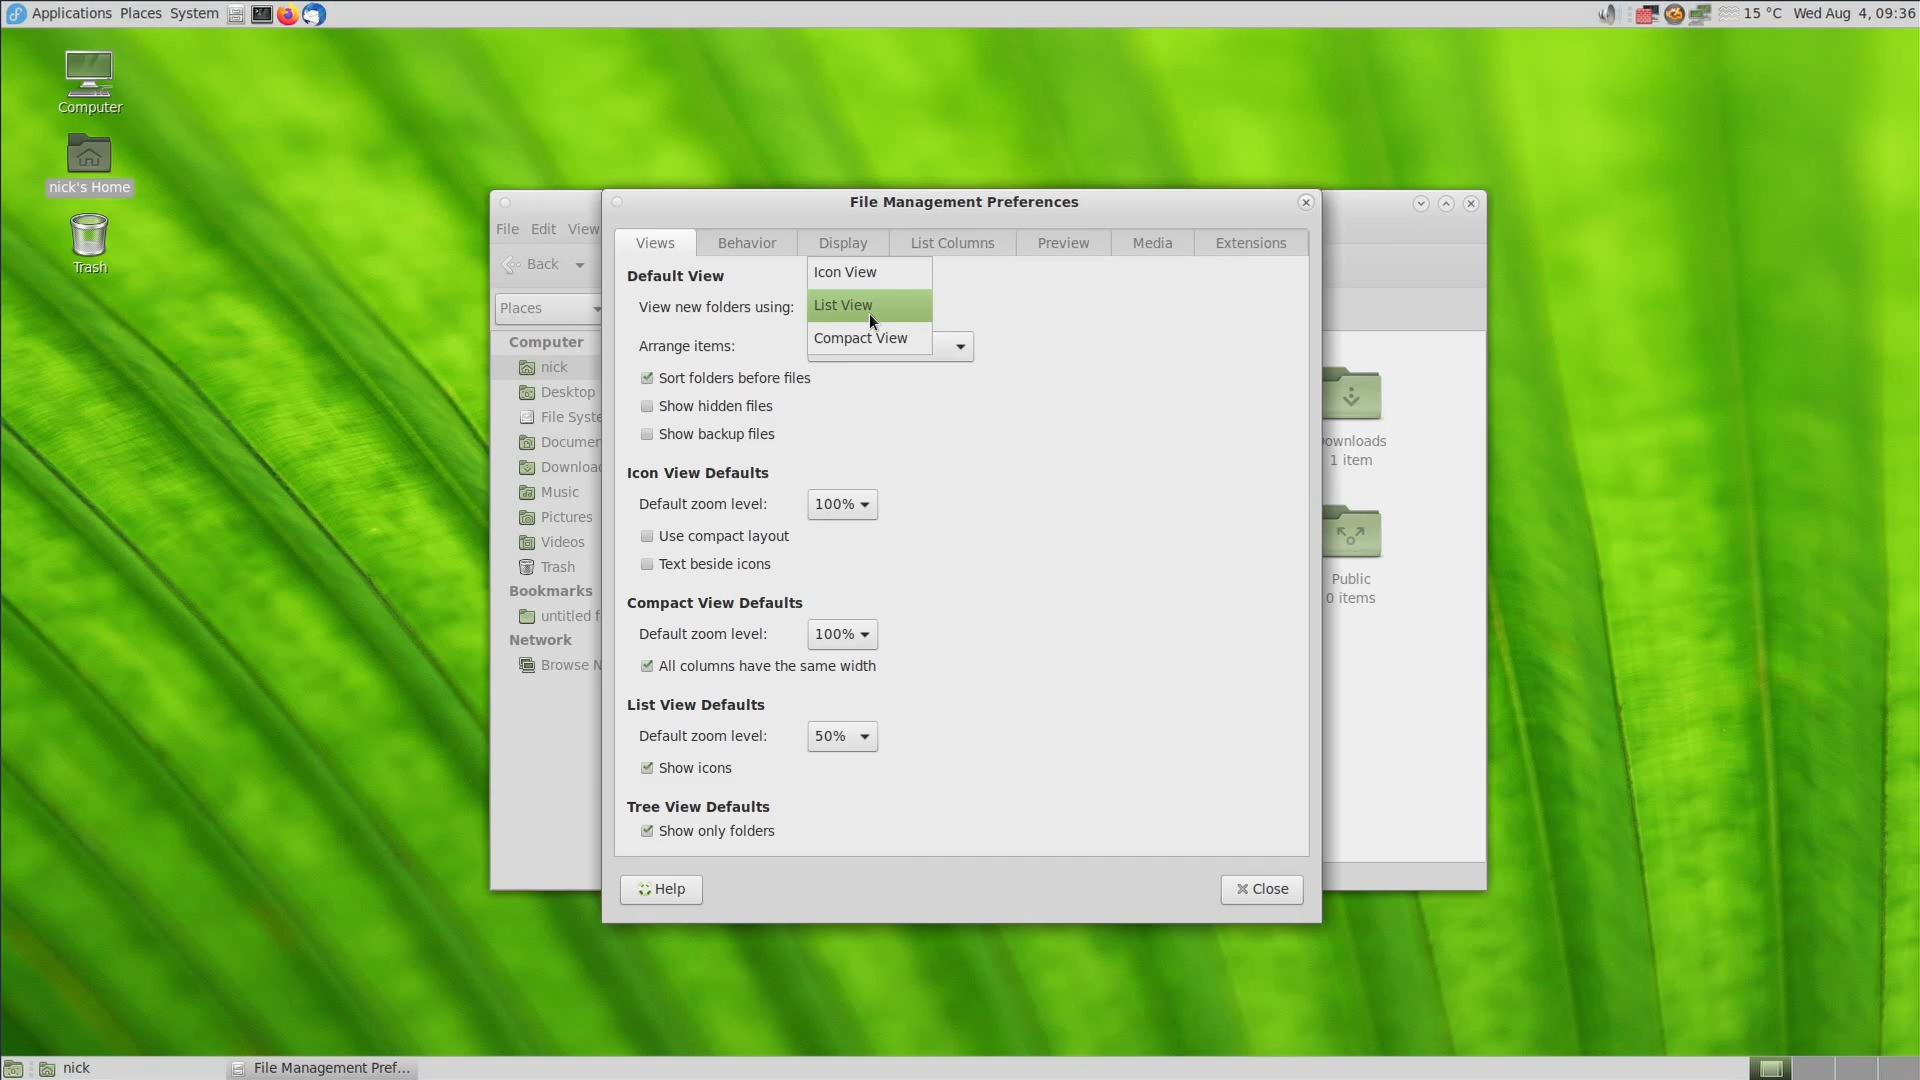 Applications Places System
15 °C Wed Aug 4, 09:36
Computer
nick's Home
Trash
File Edit View
Back
Places
Computer
nick
Desktop
File Syste
Documen
Downloa
Music
Pictures
Videos
Trash
Bookmarks
untitled f
Network
Browse N
File Management Preferences
Views Behavior Display List Columns Preview Media Extensions
Default View
View new folders using:
Icon View
List View
Compact View
Arrange items:
Sort folders before files
Show hidden files
Show backup files
Icon View Defaults
Default zoom level: 100%
Use compact layout
Text beside icons
Compact View Defaults
Default zoom level: 100%
All columns have the same width
List View Defaults
Default zoom level: 50%
Show icons
Tree View Defaults
Show only folders
Help Close
ownloads
1 item
Public
0 items
nick File Management Pref...